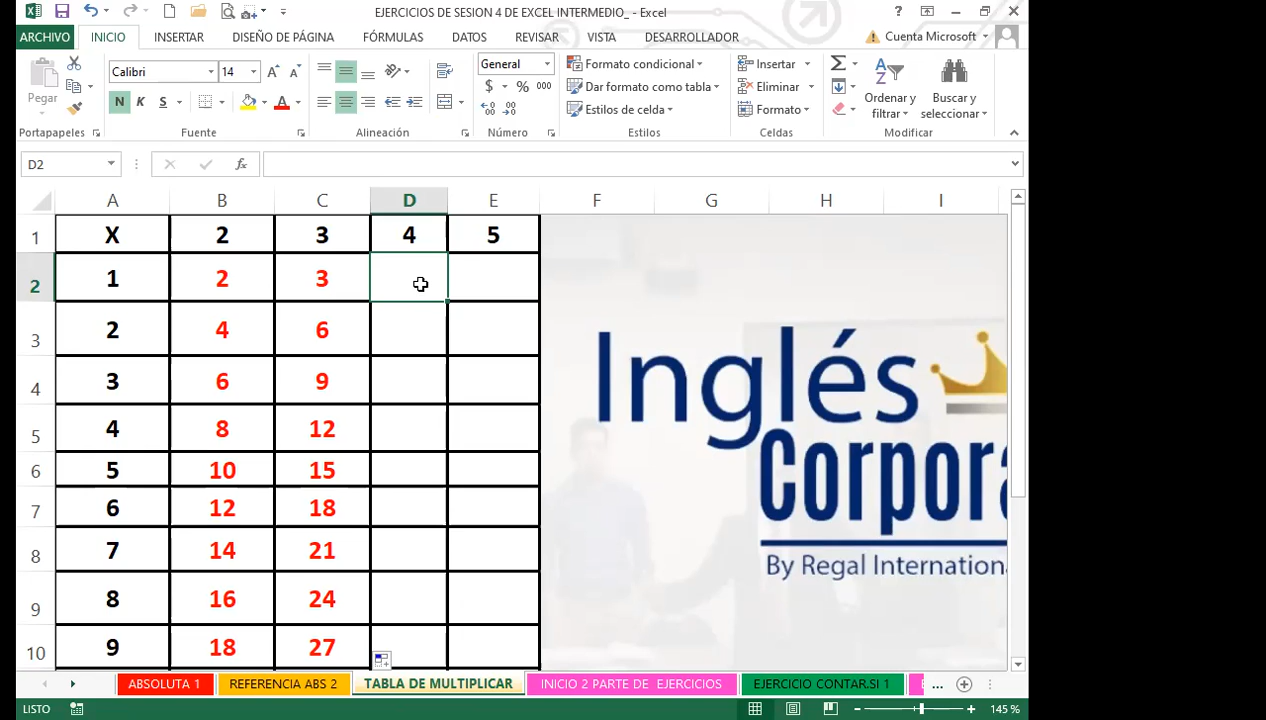 EJERCICIOS DE SESION 4 DE EXCEL INTERMEDIO_ - Excel
ARCHIVO INICIO INSERTAR DISEÑO DE PÁGINA FÓRMULAS DATOS REVISAR VISTA DESARROLLADOR Cuenta Microsoft
Pegar
Calibri 14
N K S
General
$ % 000
Formato condicional
Dar formato como tabla
Estilos de celda
Insertar
Eliminar
Formato
Ordenar y filtrar
Buscar y seleccionar
Portapapeles Fuente Alineación Número Estilos Celdas Modificar
D2 fx
A B C D E F G H I
1 X 2 3 4 5
2 1 2 3
3 2 4 6
4 3 6 9
5 4 8 12
6 5 10 15
7 6 12 18
8 7 14 21
9 8 16 24
10 9 18 27
Inglés
Corpora
By Regal Internationa
ABSOLUTA 1 REFERENCIA ABS 2 TABLA DE MULTIPLICAR INICIO 2 PARTE DE EJERCICIOS EJERCICIO CONTAR.SI 1 ...
LISTO 145 %